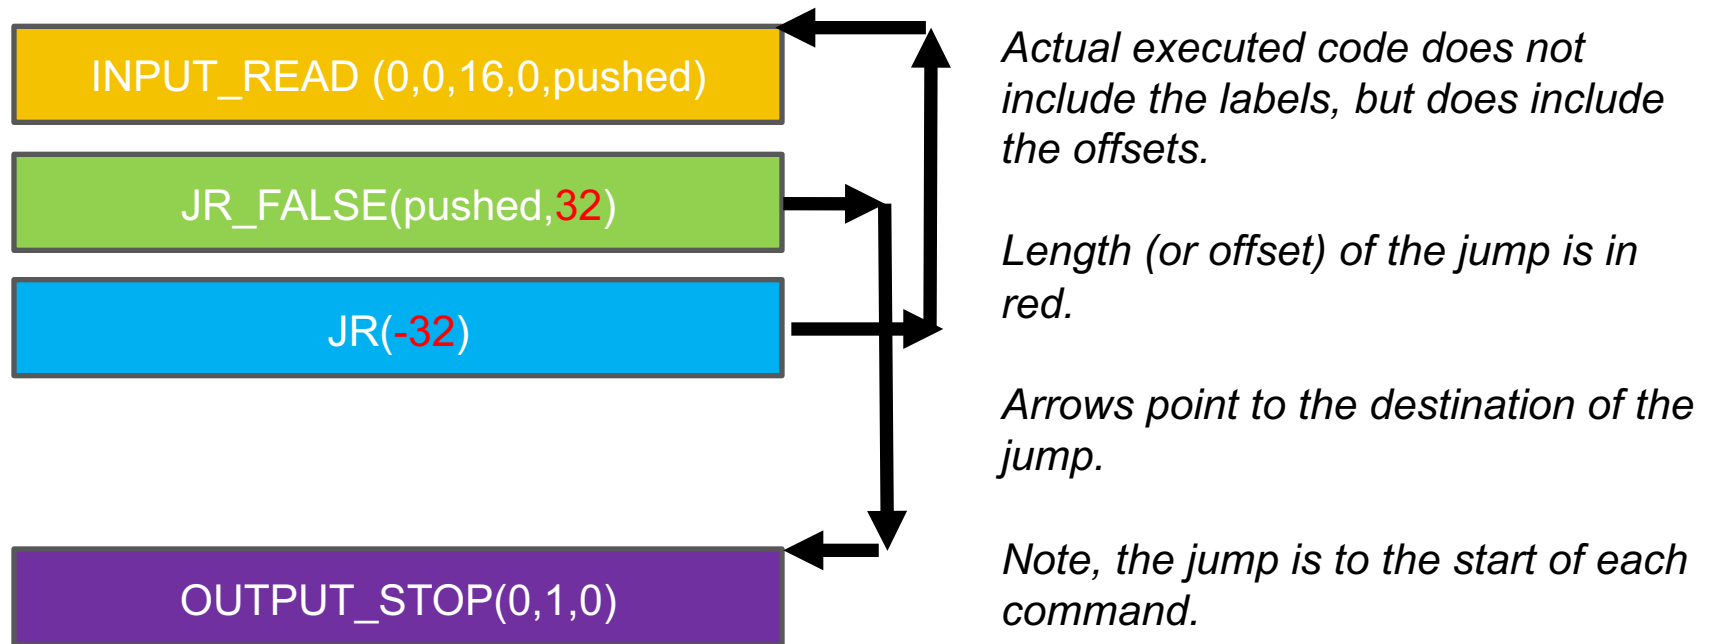 INPUT_READ (0,0,16,0,pushed)
JR_FALSE(pushed,32)
JR(-32)
OUTPUT_STOP(0,1,0)
Actual executed code does not
include the labels, but does include
the offsets.
Length (or offset) of the jump is in
red.
Arrows point to the destination of the
jump.
Note, the jump is to the start of each
command.